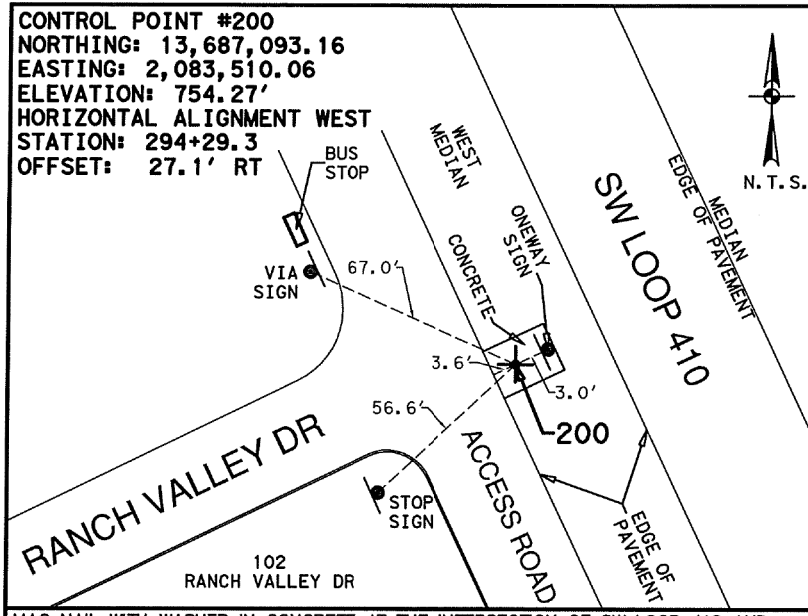 CONTROL POINT #200
NORTHING: 13,687,093.16
EASTING: 2,083,510.06
ELEVATION: 754.27'
HORIZONTAL ALIGNMENT WEST
STATION: 294+29.3
OFFSET: 27.1' RT
BUS
STOP
VIA
SIGN
67.0'
WEST
MEDIAN
CONCRETE
ONEWAY
SIGN
SW LOOP 410
MEDIAN
EDGE OF PAVEMENT
N.T.S.
3.6'
3.0'
56.6'
200
RANCH VALLEY DR
ACCESS ROAD
STOP
SIGN
EDGE OF
PAVEMENT
102
RANCH VALLEY DR